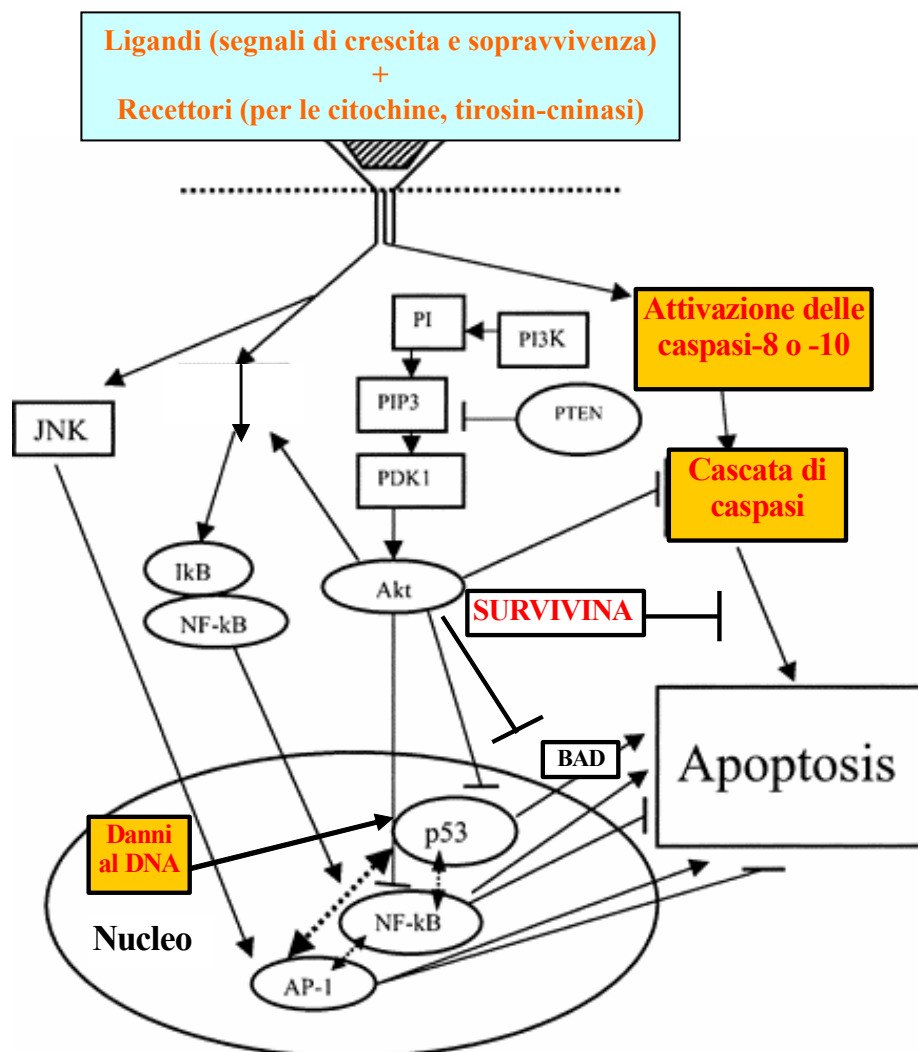 Ligandi (segnali di crescita e sopravvivenza)
+
Recettori (per le citochine, tirosin-cninasi)
PI
PI3K
Attivazione delle
caspasi-8 o -10
PIP3
PTEN
JNK
PDK1
Cascata di
caspasi
IkB
Akt
NF-kB
SURVIVINA
BAD
Apoptosis
Danni
al DNA
p53
NF-kB
Nucleo
AP-1